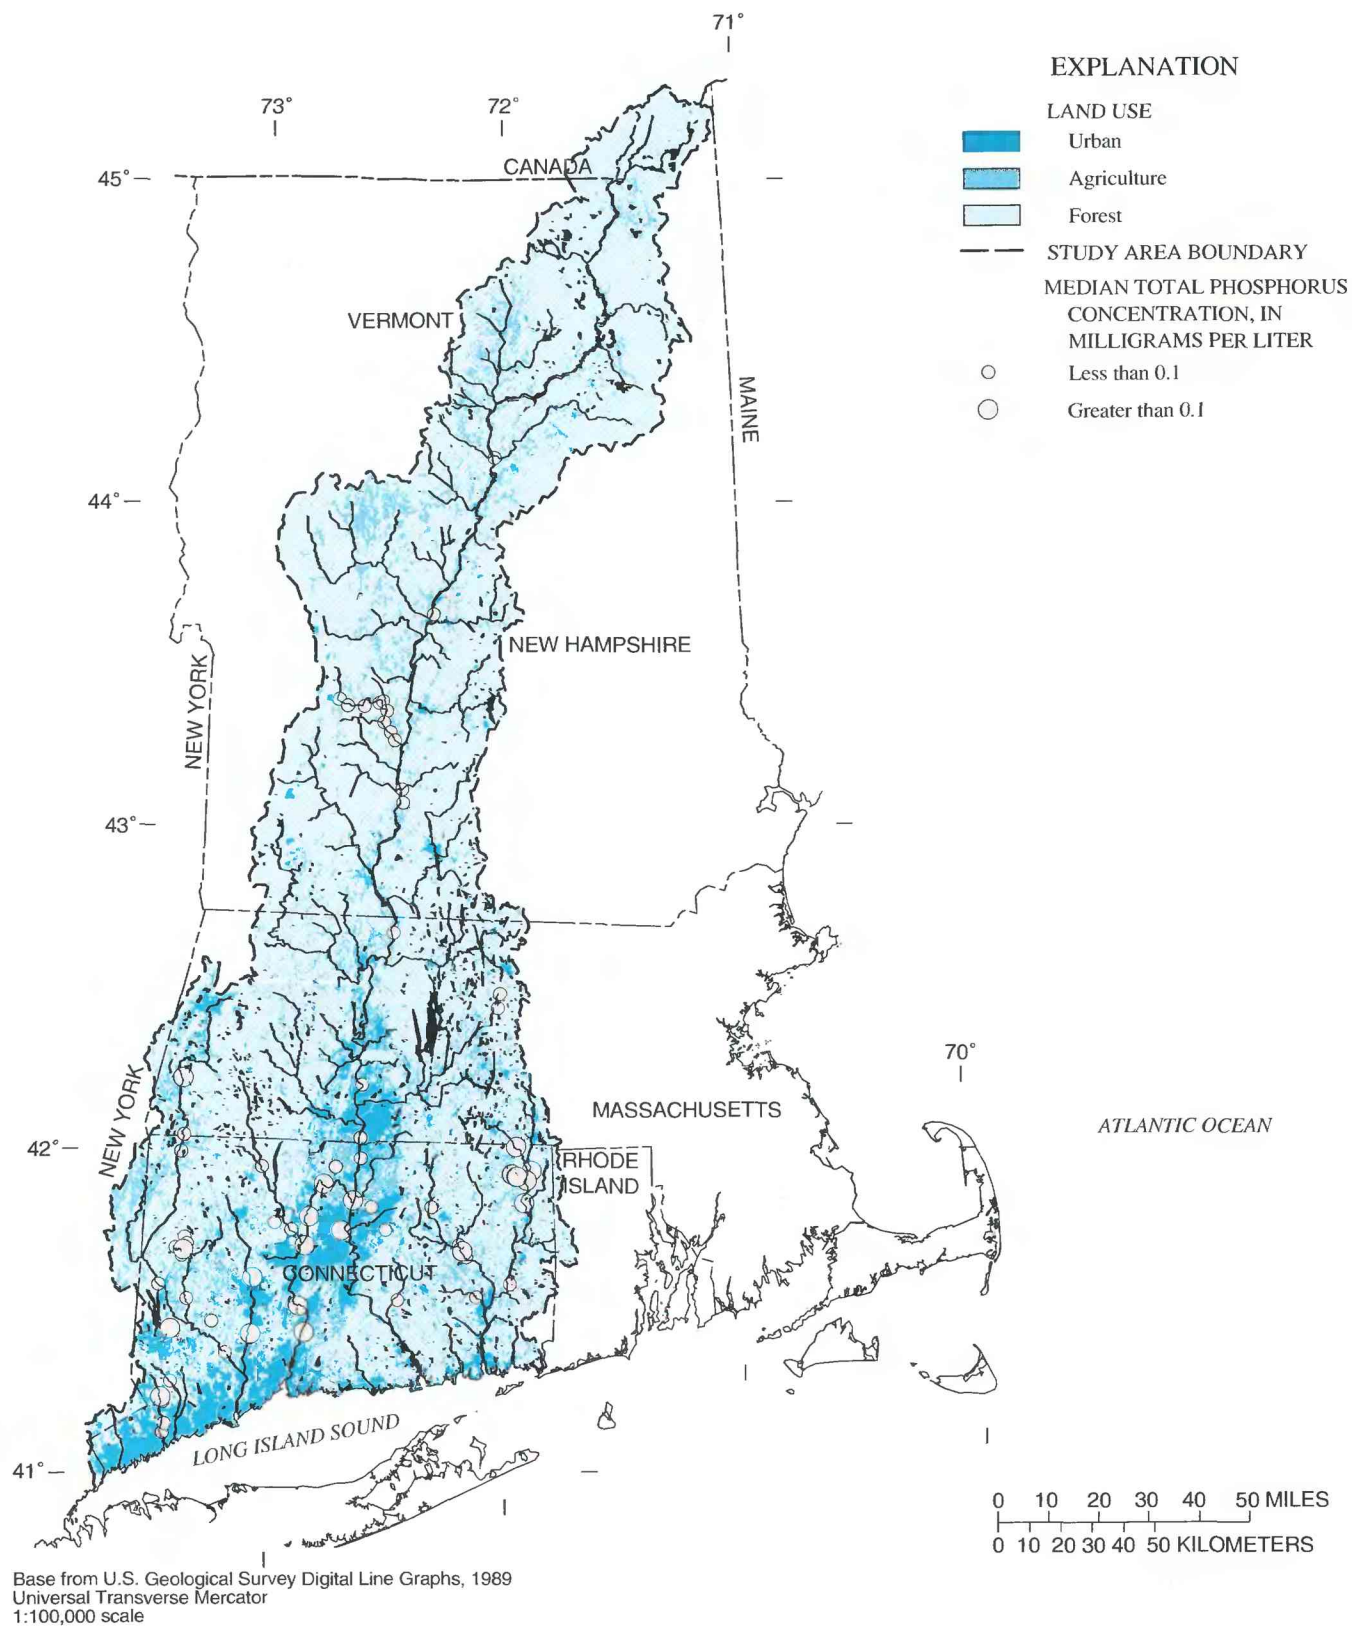 71°
EXPLANATION
LAND USE
Urban
Agriculture
Forest
STUDY AREA BOUNDARY
MEDIAN TOTAL PHOSPHORUS
CONCENTRATION, IN
MILLIGRAMS PER LITER
Less than 0.1
Greater than 0.1
73°
72°
CANADA
45°
VERMONT
MAINE
44°
NEW HAMPSHIRE
NEW YORK
43°
70°
NEW YORK
MASSACHUSETTS
ATLANTIC OCEAN
42°
RHODE
ISLAND
CONNECTICUT
LONG ISLAND SOUND
41°
0 10 20 30 40 50 MILES
0 10 20 30 40 50 KILOMETERS
Base from U.S. Geological Survey Digital Line Graphs, 1989
Universal Transverse Mercator
1:100,000 scale